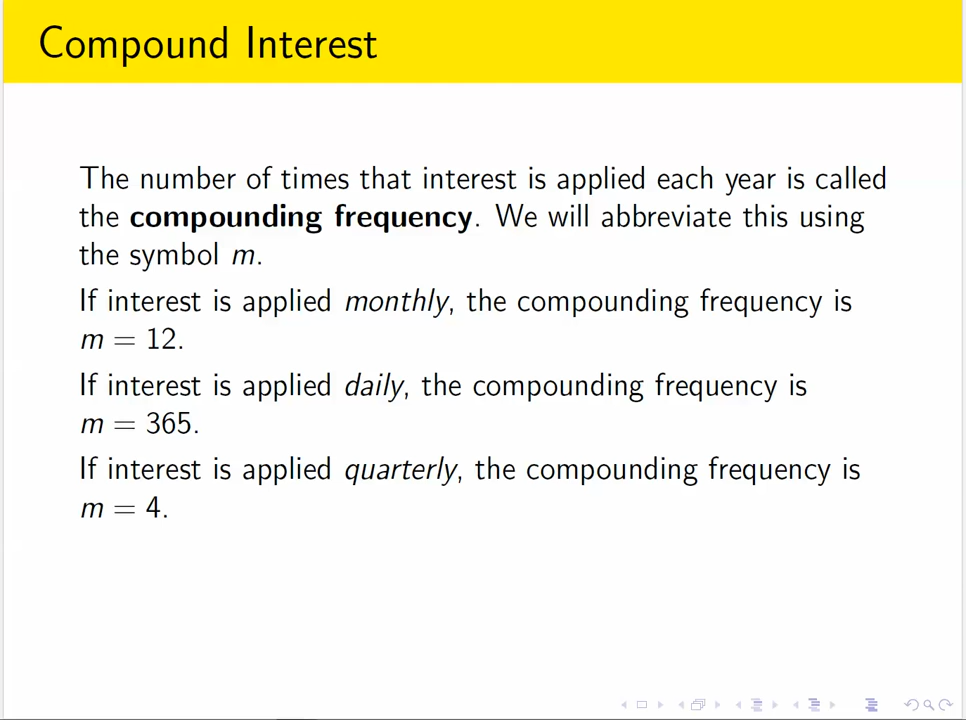 Compound Interest
The number of times that interest is applied each year is called
the compounding frequency. We will abbreviate this using
the symbol m.
If interest is applied monthly, the compounding frequency is
m = 12.
If interest is applied daily, the compounding frequency is
m = 365.
If interest is applied quarterly, the compounding frequency is
m = 4.